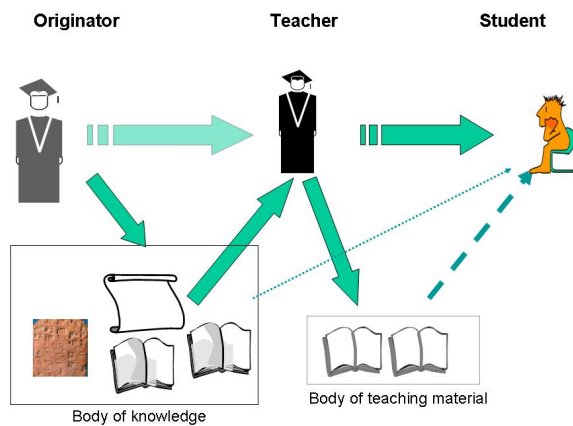 Originator
Teacher
Student
Body of knowledge
Body of teaching material